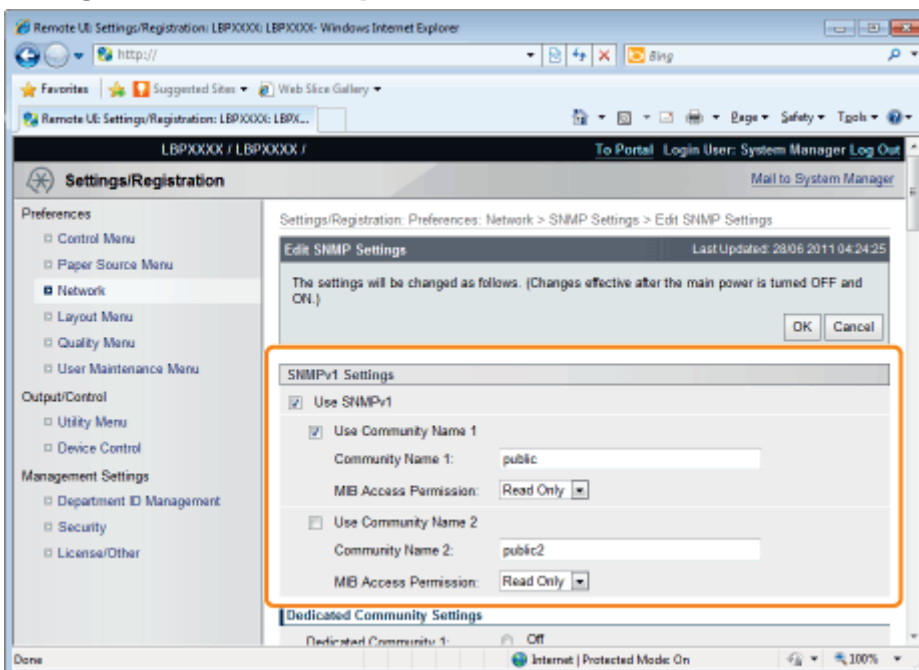 Remote UI: Settings/Registration: LBPXXXX: LBPXXXX- Windows Internet Explorer
http://
Bing
Favorites Suggested Sites Web Slice Gallery
Remote UI: Settings/Registration: LBPXXXX: LBPX...
Page Safety Tools
LBPXXXX / LBPXXXX / To Portal Login User: System Manager Log Out
Settings/Registration Mail to System Manager
Preferences
Control Menu
Paper Source Menu
Network
Layout Menu
Quality Menu
User Maintenance Menu
Output/Control
Utility Menu
Device Control
Management Settings
Department ID Management
Security
License/Other
Settings/Registration: Preferences: Network > SNMP Settings > Edit SNMP Settings
Edit SNMP Settings Last Updated: 28/06 2011 04:24:25
The settings will be changed as follows. (Changes effective after the main power is turned OFF and
ON.)
OK Cancel
SNMPv1 Settings
Use SNMPv1
Use Community Name 1
Community Name 1: public
MIB Access Permission: Read Only
Use Community Name 2
Community Name 2: public2
MIB Access Permission: Read Only
Dedicated Community Settings
Dedicated Community 1: Off
Done Internet | Protected Mode: On 100%